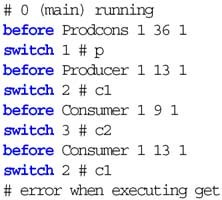 # 0 (main) running
before Prodcons 1 36 1
switch 1 # p
before Producer 1 13 1
switch 2 # c1
before Consumer 1 9 1
switch 3 # c2
before Consumer 1 13 1
switch 2 # c1
# error when executing get